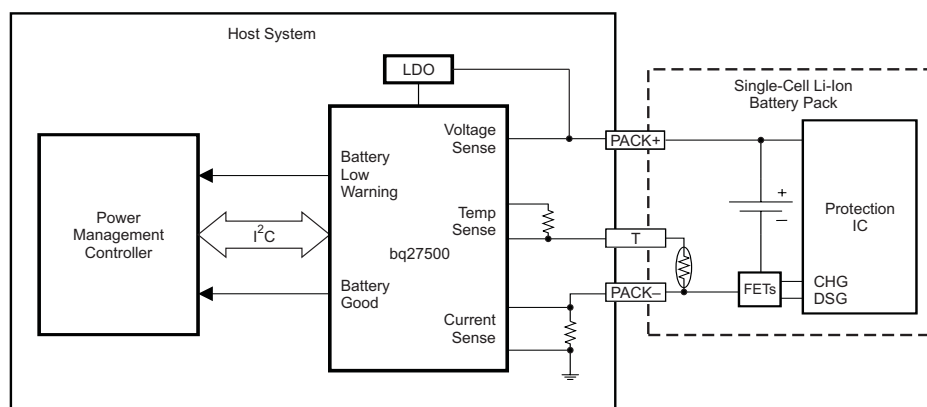 Host System
LDO
Single-Cell Li-Ion
Battery Pack
Voltage
Sense
PACK+
Battery
Low
Warning
Power
Management
Controller
I²C
Temp
Sense
bq27500
T
+
–
Protection
IC
Battery
Good
PACK–
FETs
CHG
DSG
Current
Sense